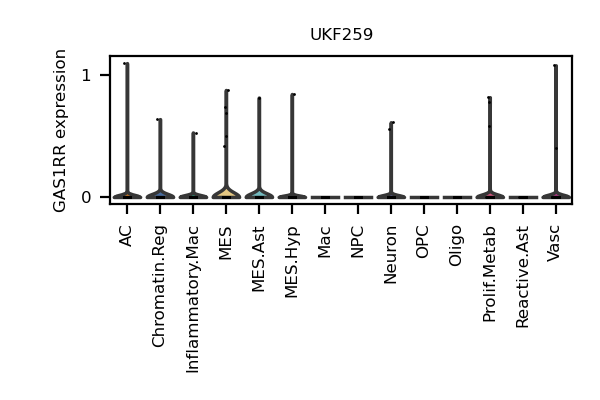 UKF259
GAS1RR expression
1
0
AC
Chromatin.Reg
Inflammatory.Mac
MES
MES.Ast
MES.Hyp
Mac
NPC
Neuron
OPC
Oligo
Prolif.Metab
Reactive.Ast
Vasc